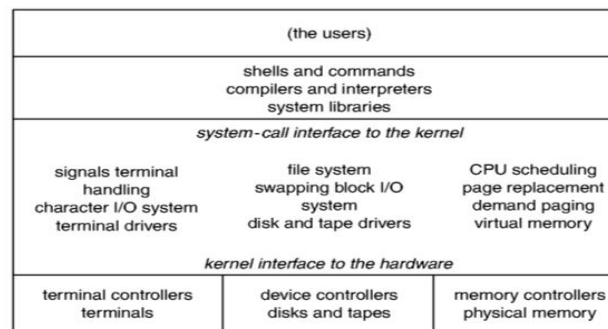 (the users)
shells and commands
compilers and interpreters
system libraries
system-call interface to the kernel
signals terminal
handling
character I/O system
terminal drivers
file system
swapping block I/O
system
disk and tape drivers
CPU scheduling
page replacement
demand paging
virtual memory
kernel interface to the hardware
terminal controllers
terminals
device controllers
disks and tapes
memory controllers
physical memory